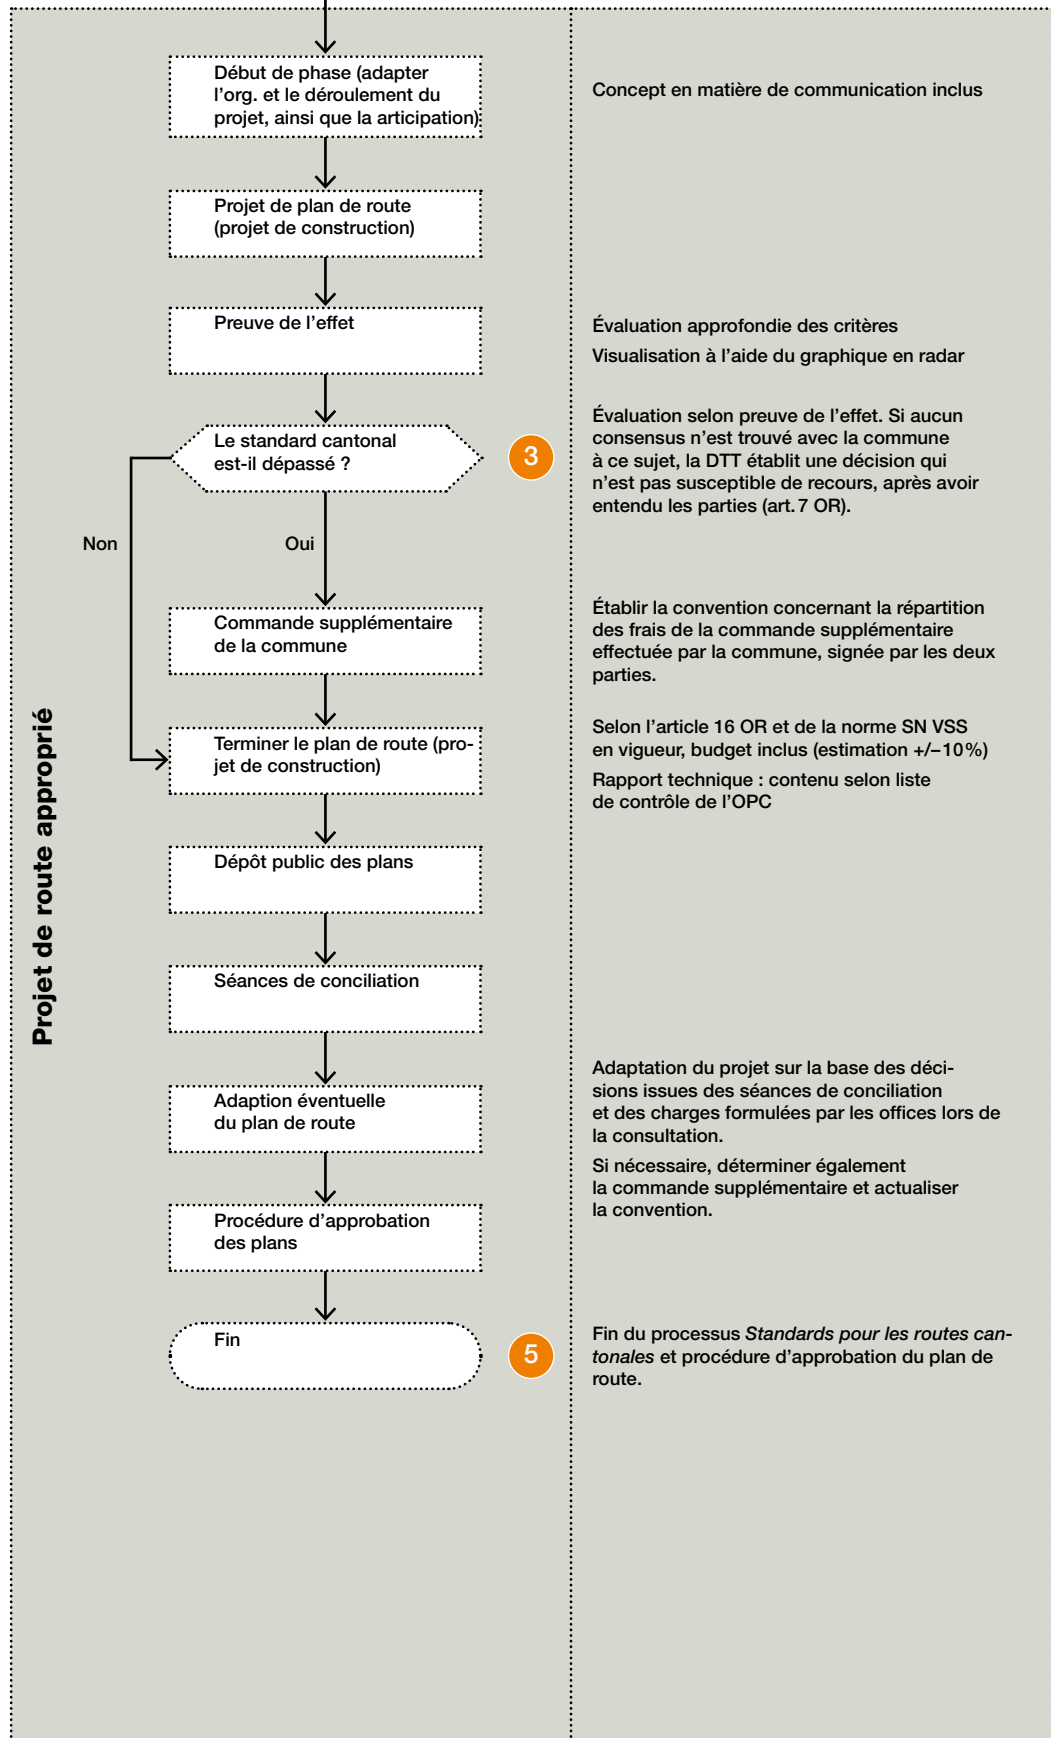 Début de phase (adapter
l’org. et le déroulement du
projet, ainsi que la articipation)
Concept en matière de communication inclus
Projet de plan de route
(projet de construction)
Preuve de l’effet
Évaluation approfondie des critères
Visualisation à l’aide du graphique en radar
Le standard cantonal
est-il dépassé ?
3
Évaluation selon preuve de l’effet. Si aucun
consensus n’est trouvé avec la commune
à ce sujet, la DTT établit une décision qui
n’est pas susceptible de recours, après avoir
entendu les parties (art. 7 OR).
Non
Oui
Commande supplémentaire
de la commune
Établir la convention concernant la répartition
des frais de la commande supplémentaire
effectuée par la commune, signée par les deux
parties.
Terminer le plan de route (pro-
jet de construction)
Selon l’article 16 OR et de la norme SN VSS
en vigueur, budget inclus (estimation +/–10%)
Rapport technique : contenu selon liste
de contrôle de l’OPC
Projet de route approprié
Dépôt public des plans
Séances de conciliation
Adaption éventuelle
du plan de route
Adaptation du projet sur la base des déci-
sions issues des séances de conciliation
et des charges formulées par les offices lors de
la consultation.
Si nécessaire, déterminer également
la commande supplémentaire et actualiser
la convention.
Procédure d’approbation
des plans
Fin
5
Fin du processus Standards pour les routes can-
tonales et procédure d’approbation du plan de
route.